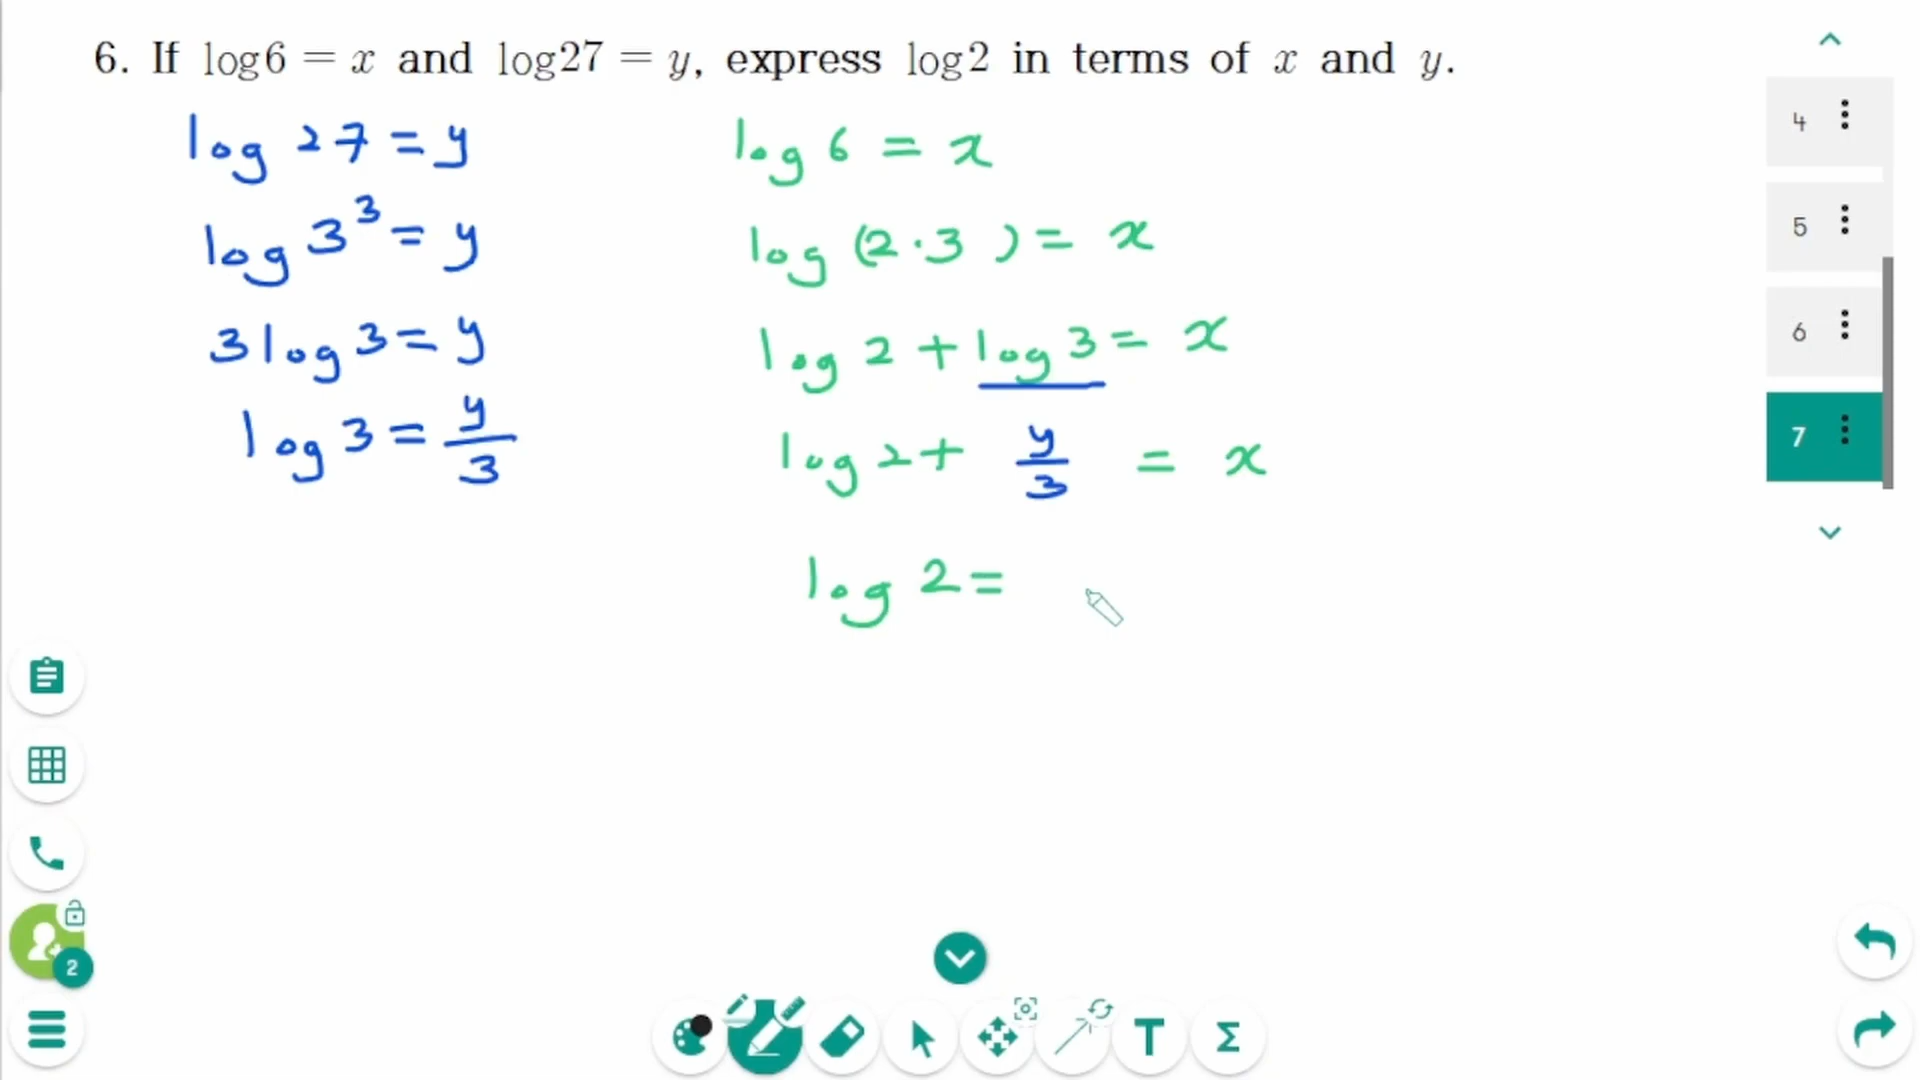 6. If log6 = x and log27 = y, express log2 in terms of x and y.
log 27 = y
log 3³ = y
3 log 3 = y
log 3 = y/3
log 6 = x
log (2·3) = x
log 2 + log 3 = x
log 2 + y/3 = x
log 2 =
4
5
6
7
2
T
Σ